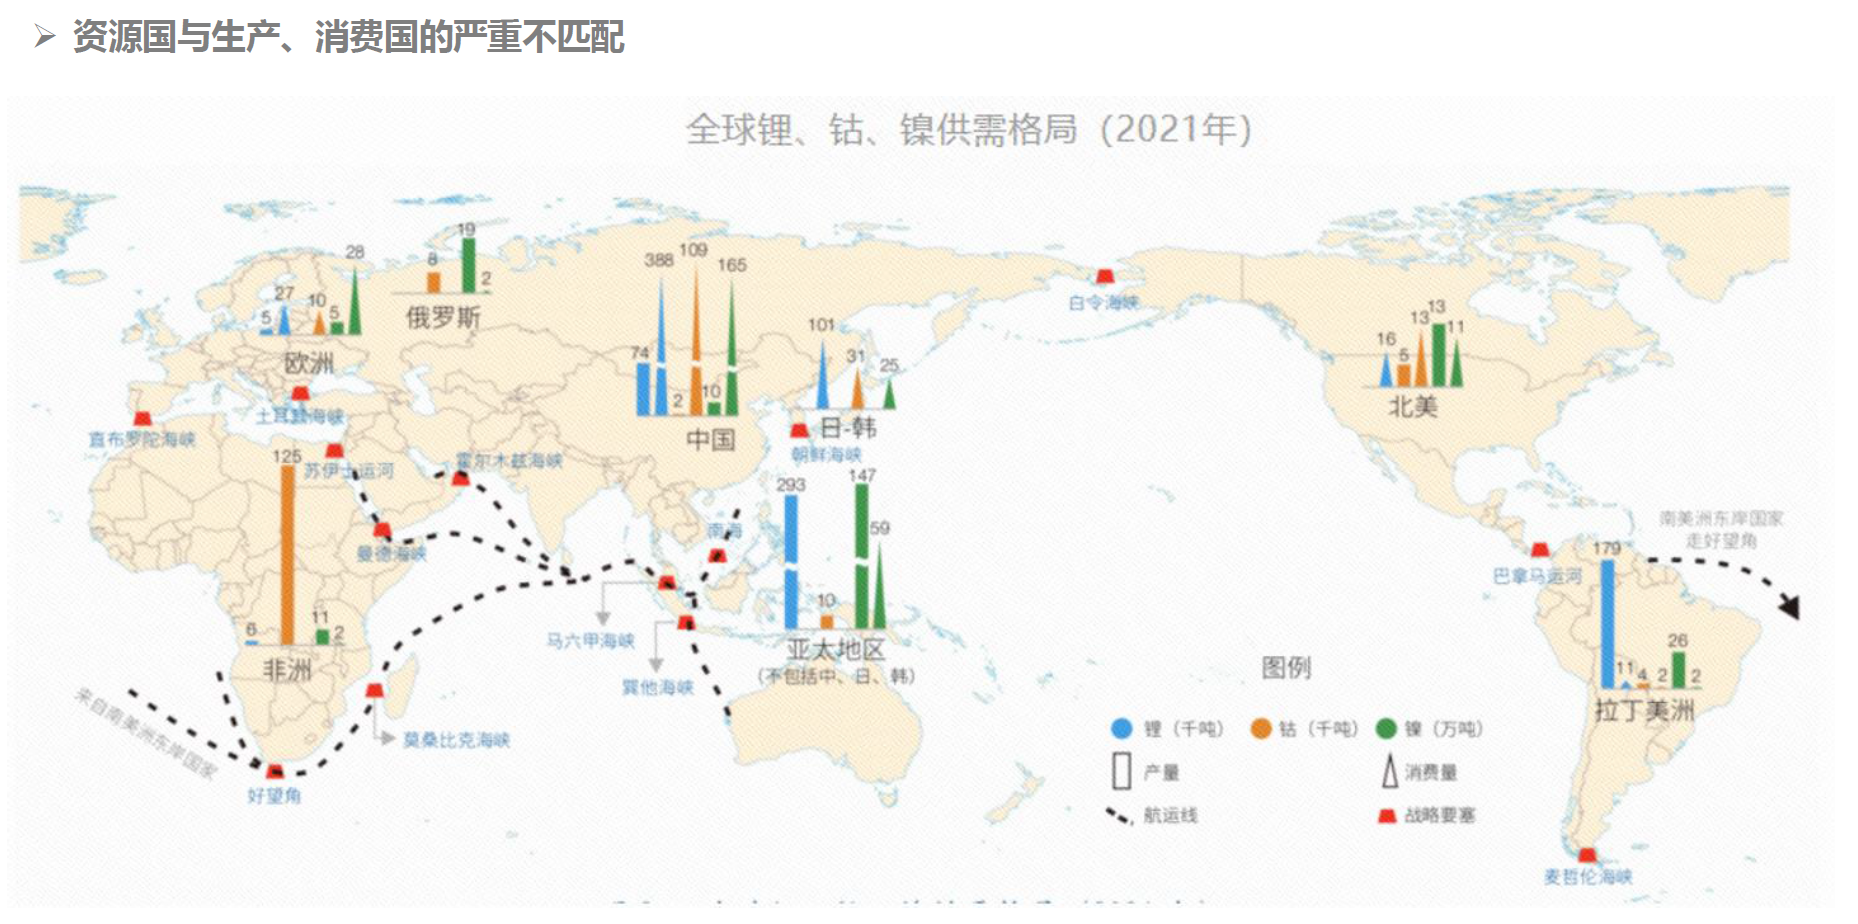 资源国与生产、消费国的严重不匹配
全球锂、钴、镍供需格局（2021年）
5
27
10
5
28
欧洲
8
19
2
俄罗斯
74
388
2
109
10
165
中国
101
31
25
日-韩
白令海峡
16
5
13
13
11
北美
直布罗陀海峡
土耳其海峡
苏伊士运河
霍尔木兹海峡
朝鲜海峡
6
125
11
2
非洲
曼德海峡
南海
293
10
147
59
亚太地区
（不包括中、日、韩）
马六甲海峡
巽他海峡
莫桑比克海峡
来自南美洲东岸国家
好望角
南美洲东岸国家
走好望角
巴拿马运河
179
11
4
2
26
2
拉丁美洲
图例
锂（千吨） 钴（千吨） 镍（万吨）
产量 消费量
航运线 战略要塞
麦哲伦海峡